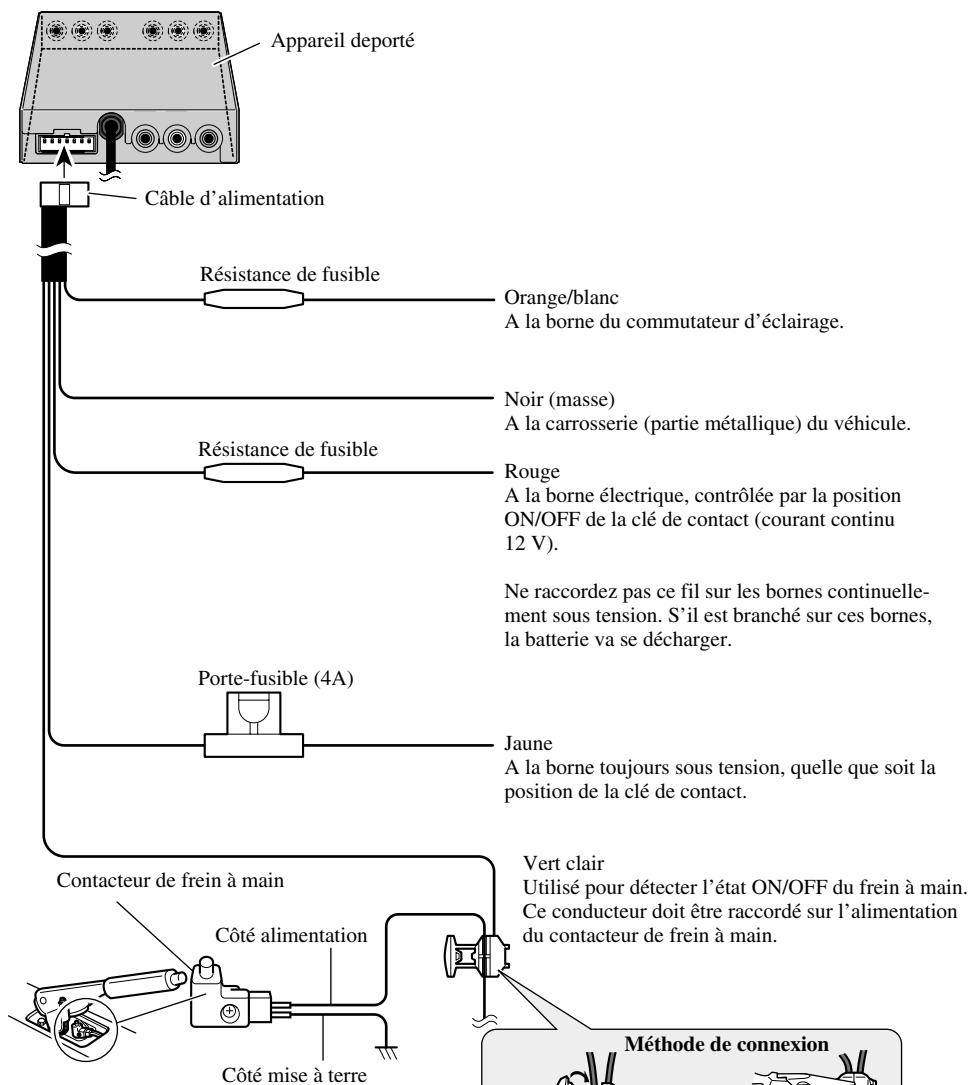 Appareil deporté
Câble d’alimentation
Résistance de fusible
Orange/blanc
A la borne du commutateur d’éclairage.
Noir (masse)
A la carrosserie (partie métallique) du véhicule.
Résistance de fusible
Rouge
A la borne électrique, contrôlée par la position
ON/OFF de la clé de contact (courant continu
12 V).
Ne raccordez pas ce fil sur les bornes continuelle-
ment sous tension. S’il est branché sur ces bornes,
la batterie va se décharger.
Porte-fusible (4A)
Jaune
A la borne toujours sous tension, quelle que soit la
position de la clé de contact.
Vert clair
Utilisé pour détecter l’état ON/OFF du frein à main.
Ce conducteur doit être raccordé sur l’alimentation
du contacteur de frein à main.
Contacteur de frein à main
Côté alimentation
Côté mise à terre
Méthode de connexion